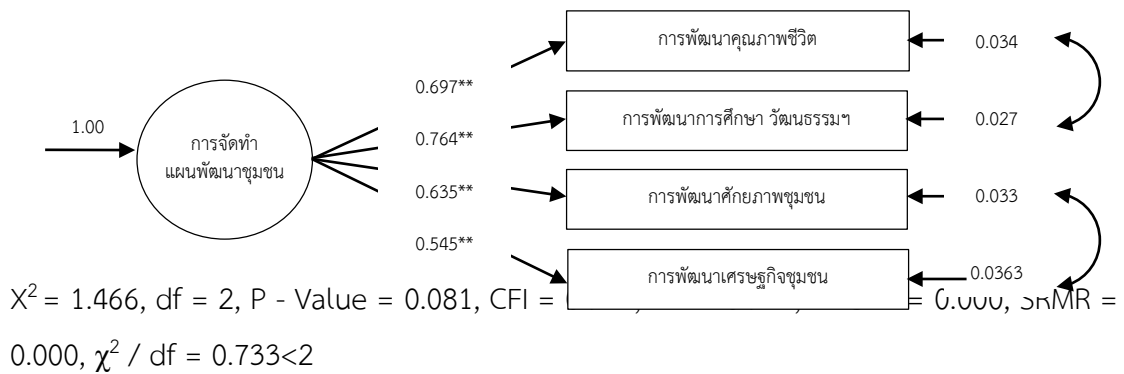 การพัฒนาคุณภาพชีวิต
0.034
0.697**
1.00
การจัดทำ
แผนพัฒนาชุมชน
0.764**
การพัฒนาการศึกษา วัฒนธรรมฯ
0.027
0.635**
การพัฒนาศักยภาพชุมชน
0.033
0.545**
การพัฒนาเศรษฐกิจชุมชน
0.0363
X² = 1.466, df = 2, P - Value = 0.081, CFI = = 0.000, SRMR =
0.000, χ² / df = 0.733<2